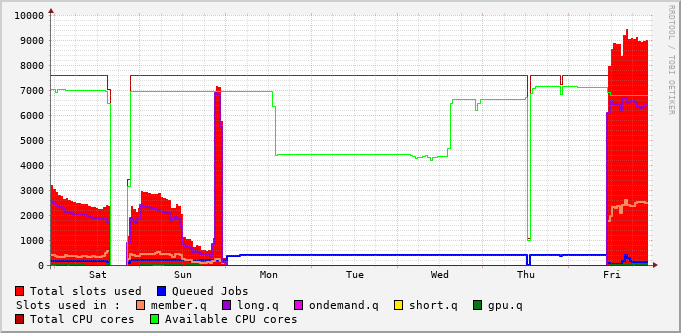 RRDTOOL / TOBI OETIKER
10000
9000
8000
7000
6000
5000
4000
3000
2000
1000
0
Sat Sun Mon Tue Wed Thu Fri
Total slots used Queued Jobs
Slots used in : member.q long.q ondemand.q short.q gpu.q
Total CPU cores Available CPU cores